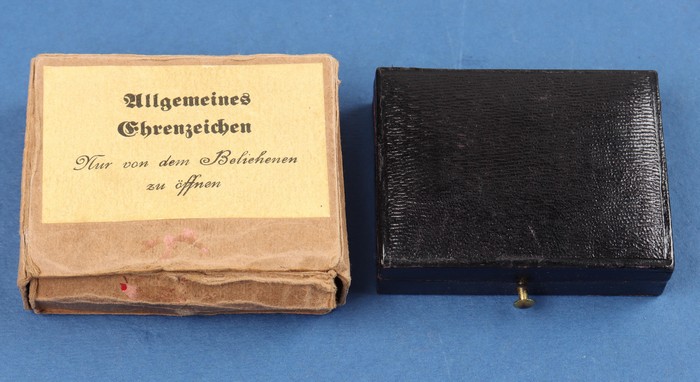 Allgemeines
Ehrenzeichen
Nur von dem Beliehenen
zu öffnen